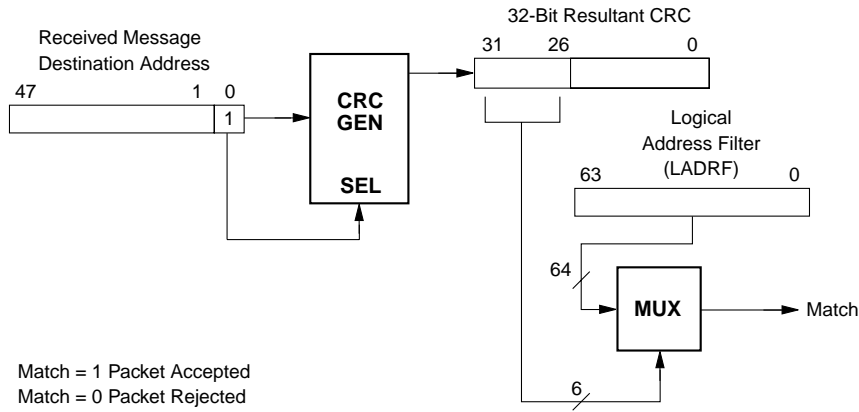 32-Bit Resultant CRC
Received Message
Destination Address
31 26 0
47 1 0
1
CRC
GEN
SEL
Logical
Address Filter
(LADRF)
63 0
64
MUX
Match
Match = 1 Packet Accepted
Match = 0 Packet Rejected
6